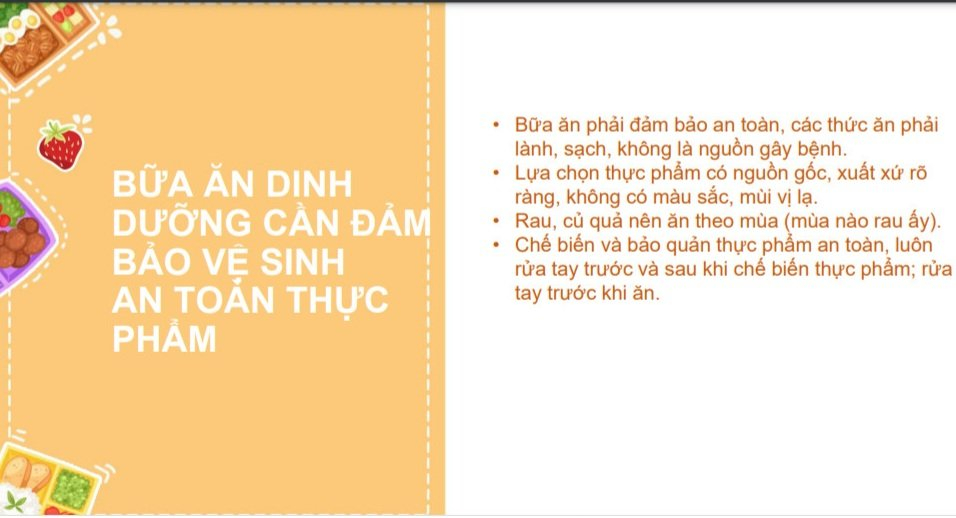 BỮA ĂN DINH
DƯỠNG CẦN ĐẢM
BẢO VỆ SINH
AN TOÀN THỰC
PHẨM
• Bữa ăn phải đảm bảo an toàn, các thức ăn phải
lành, sạch, không là nguồn gây bệnh.
• Lựa chọn thực phẩm có nguồn gốc, xuất xứ rõ
ràng, không có màu sắc, mùi vị lạ.
• Rau, củ quả nên ăn theo mùa (mùa nào rau ấy).
• Chế biến và bảo quản thực phẩm an toàn, luôn
rửa tay trước và sau khi chế biến thực phẩm; rửa
tay trước khi ăn.